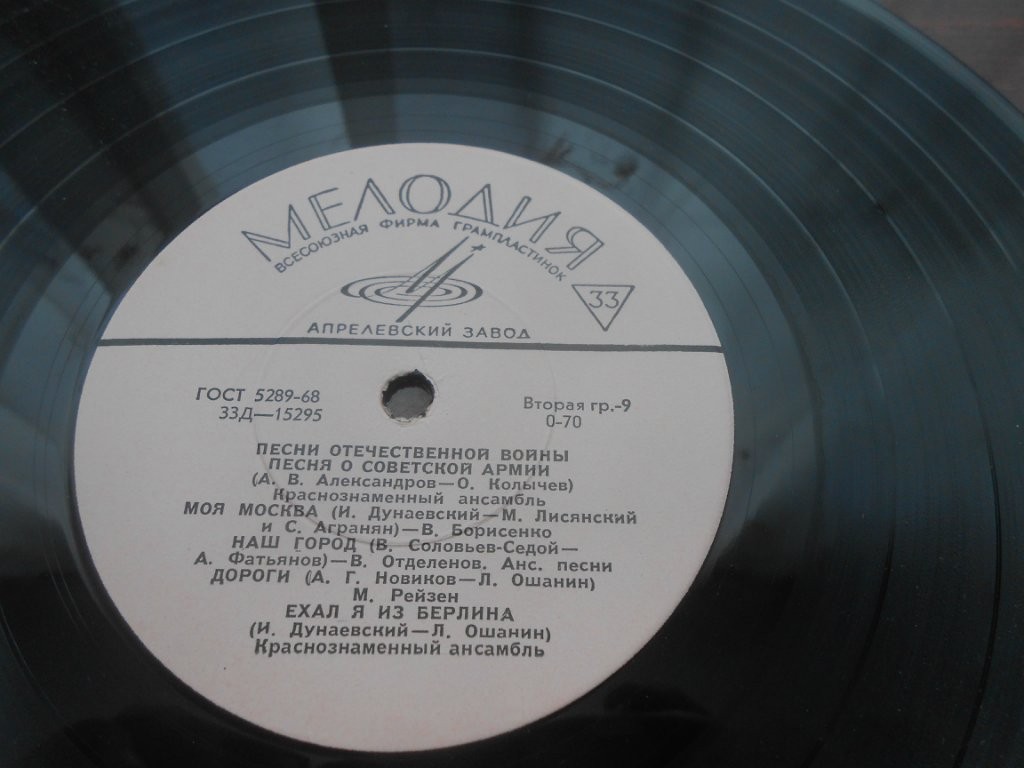 МЕЛОДИЯ
ВСЕСОЮЗНАЯ ФИРМА ГРАМПЛАСТИНОК
33
АПРЕЛЕВСКИЙ ЗАВОД
ГОСТ 5289-68
33Д—15295
Вторая гр.-9
0-70
ПЕСНИ ОТЕЧЕСТВЕННОЙ ВОЙНЫ
ПЕСНЯ О СОВЕТСКОЙ АРМИИ
(А. В. Александров—О. Колычев)
Краснознаменный ансамбль
МОЯ МОСКВА (И. Дунаевский—М. Лисянский
и С. Агранян)—В. Борисенко
НАШ ГОРОД (В. Соловьев-Седой—
А. Фатьянов)—В. Отделенов. Анс. песни
ДОРОГИ (А. Г. Новиков—Л. Ошанин)
М. Рейзен
ЕХАЛ Я ИЗ БЕРЛИНА
(И. Дунаевский—Л. Ошанин)
Краснознаменный ансамбль